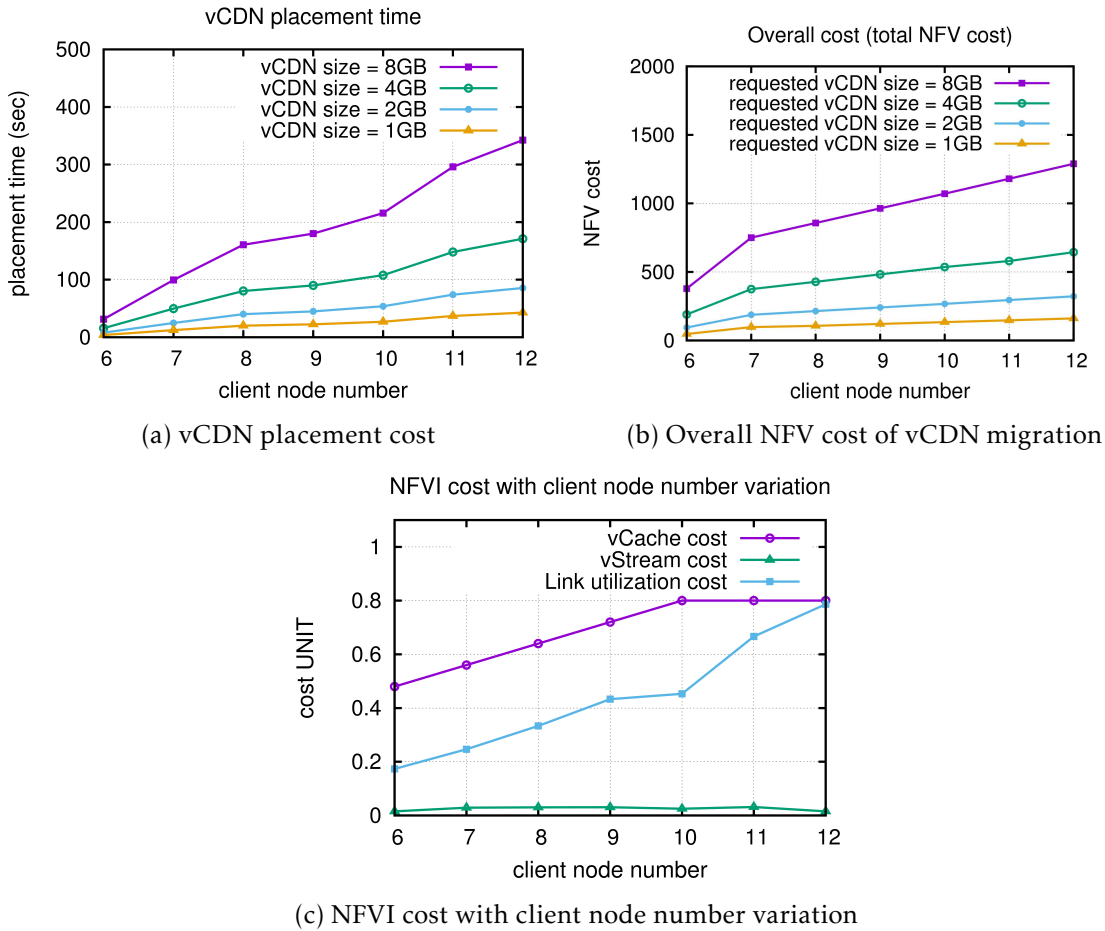 vCDN placement time
500
400
300
200
100
0
placement time (sec)
vCDN size = 8GB
vCDN size = 4GB
vCDN size = 2GB
vCDN size = 1GB
6 7 8 9 10 11 12
client node number
(a) vCDN placement cost
Overall cost (total NFV cost)
2000
1500
1000
500
0
NFV cost
requested vCDN size = 8GB
requested vCDN size = 4GB
requested vCDN size = 2GB
requested vCDN size = 1GB
6 7 8 9 10 11 12
client node number
(b) Overall NFV cost of vCDN migration
NFVI cost with client node number variation
1
0.8
0.6
0.4
0.2
0
cost UNIT
vCache cost
vStream cost
Link utilization cost
6 7 8 9 10 11 12
client node number
(c) NFVI cost with client node number variation